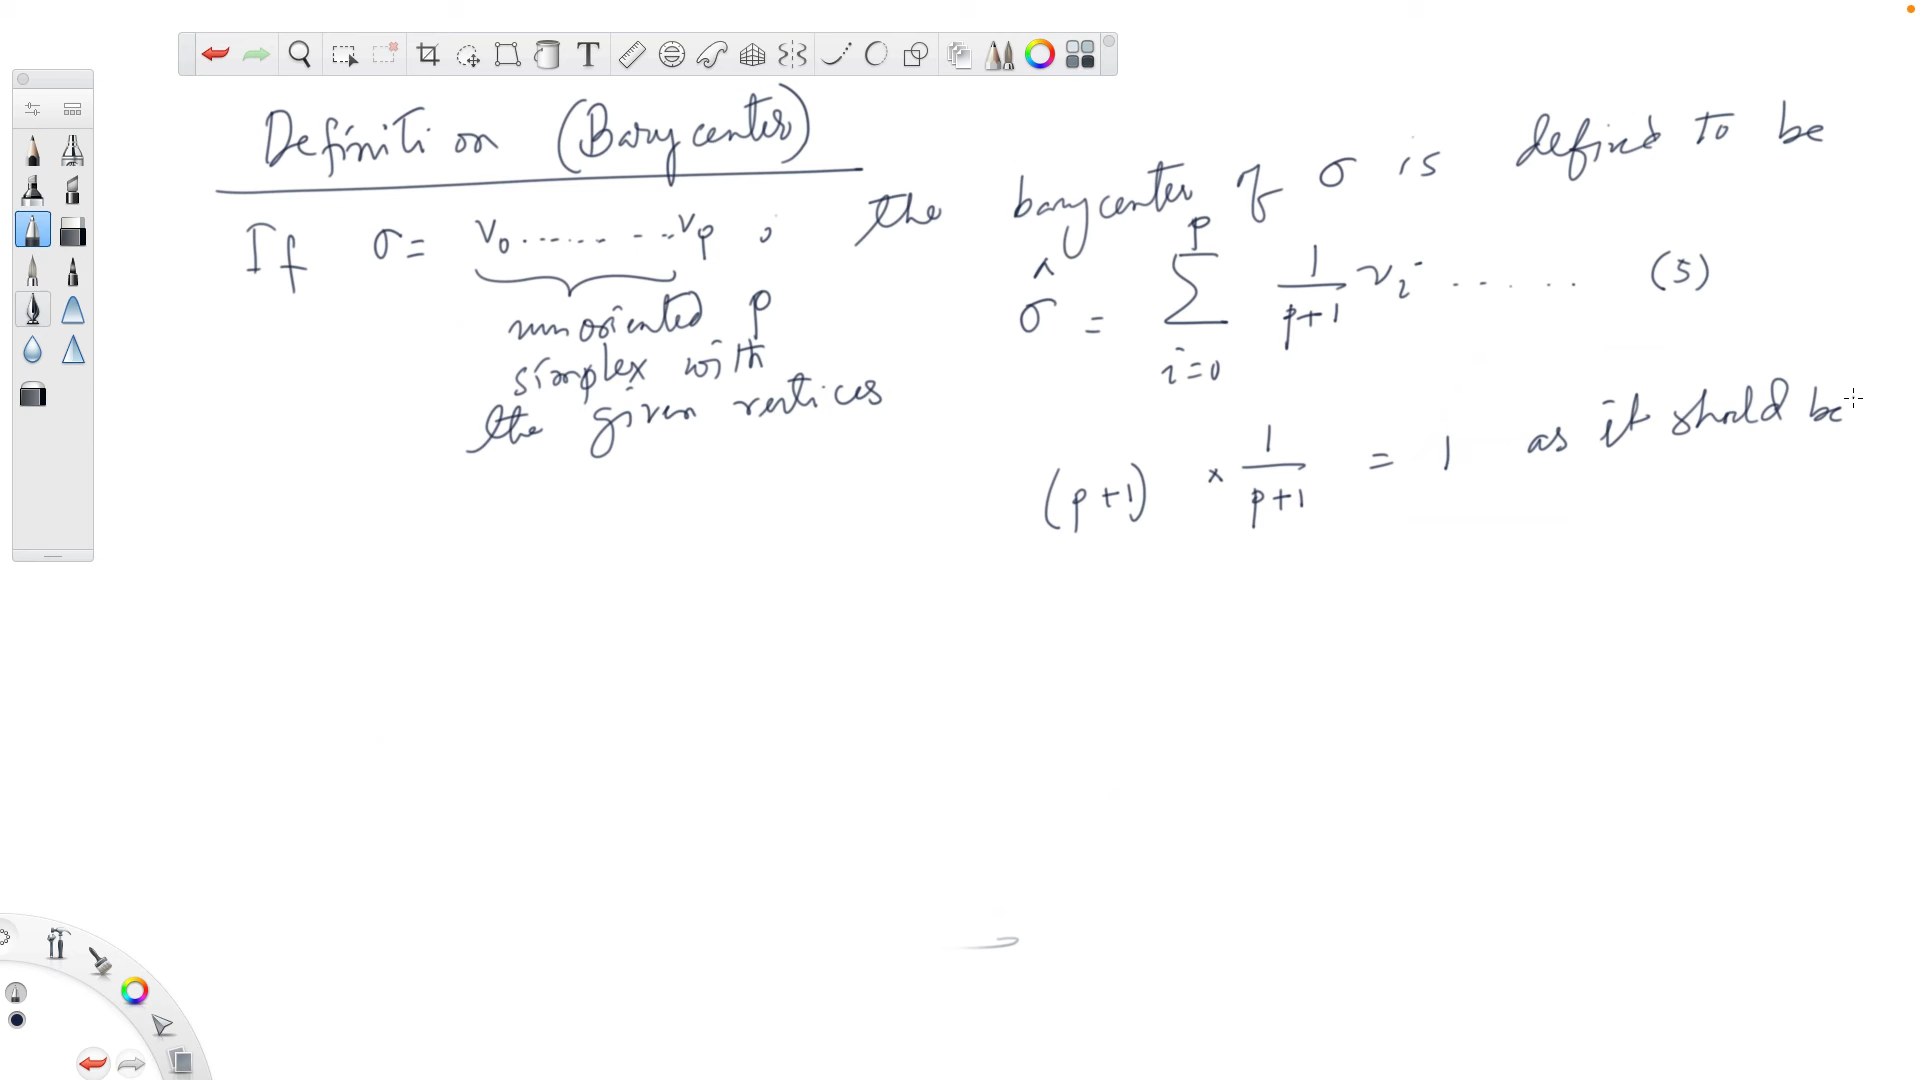 Definition (Barycenter)
If σ = v₀ ....... - ...vₚ , the barycenter of σ is defined to be
unoriented p
simplex with
the given vertices
σ̂ = ∑_{i=0}^{p} 1/(p+1) vᵢ ...... (5)
(p+1) × 1/(p+1) = 1 as it should be
T